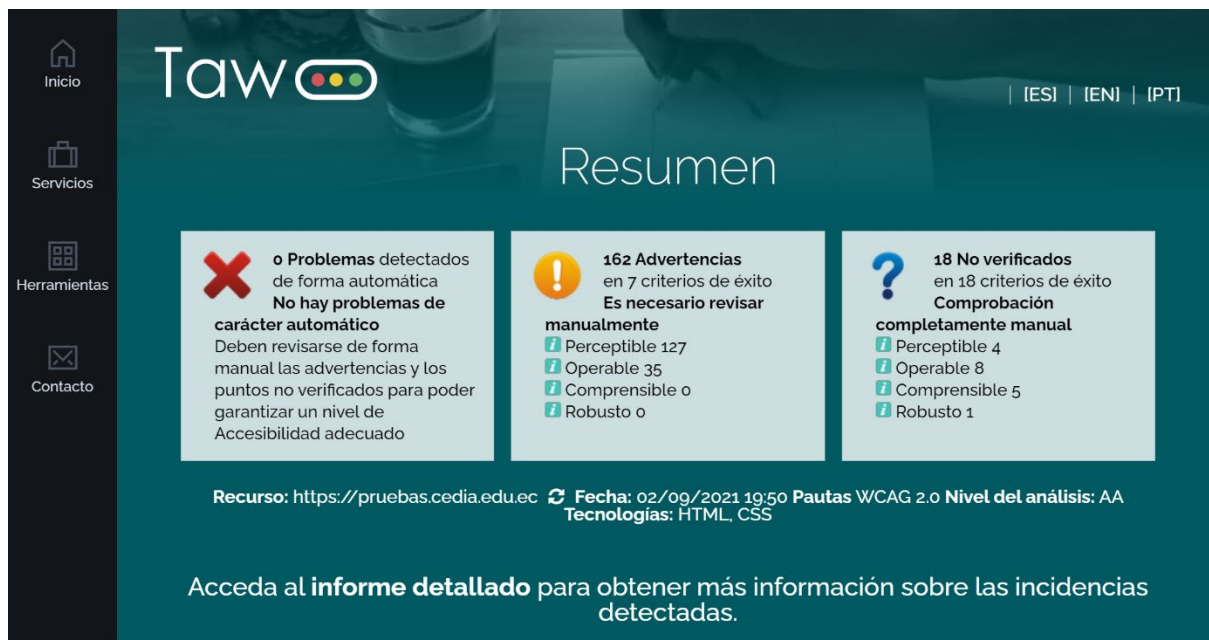 Inicio
Servicios
Herramientas
Contacto
Taw
| [ES] | [EN] | [PT]
Resumen
0 Problemas detectados
de forma automática
No hay problemas de
carácter automático
Deben revisarse de forma
manual las advertencias y los
puntos no verificados para poder
garantizar un nivel de
Accesibilidad adecuado
162 Advertencias
en 7 criterios de éxito
Es necesario revisar
manualmente
Perceptible 127
Operable 35
Comprensible 0
Robusto 0
18 No verificados
en 18 criterios de éxito
Comprobación
completamente manual
Perceptible 4
Operable 8
Comprensible 5
Robusto 1
Recurso: https://pruebas.cedia.edu.ec Fecha: 02/09/2021 19:50 Pautas WCAG 2.0 Nivel del análisis: AA
Tecnologías: HTML, CSS
Acceda al informe detallado para obtener más información sobre las incidencias
detectadas.